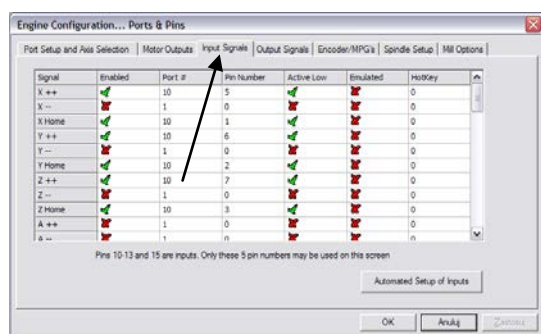 Engine Configuration... Ports & Pins
Port Setup and Axis Selection Motor Outputs Input Signals Output Signals Encoder/MPG's Spindle Setup Mill Options
Signal Enabled Port # Pin Number Active Low Emulated HotKey
X ++ 10 5 0
X -- 1 0 0
X Home 10 1 0
Y ++ 10 6 0
Y -- 1 0 0
Y Home 10 2 0
Z ++ 10 7 0
Z -- 1 0 0
Z Home 10 3 0
A ++ 1 0 0
A -- 1 0 0
Pins 10-13 and 15 are inputs. Only these 5 pin numbers may be used on this screen
Automated Setup of Inputs
OK Anuluj Zastosuj